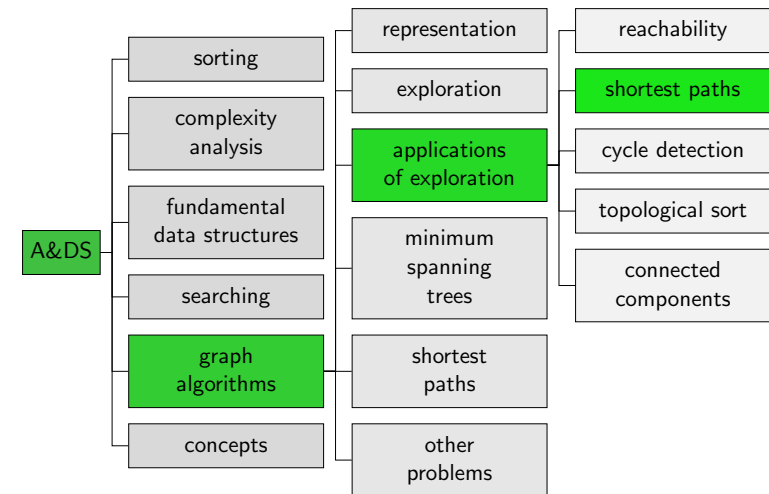 A&DS
sorting
complexity
analysis
fundamental
data structures
searching
graph
algorithms
concepts
representation
exploration
applications
of exploration
minimum
spanning
trees
shortest
paths
other
problems
reachability
shortest paths
cycle detection
topological sort
connected
components